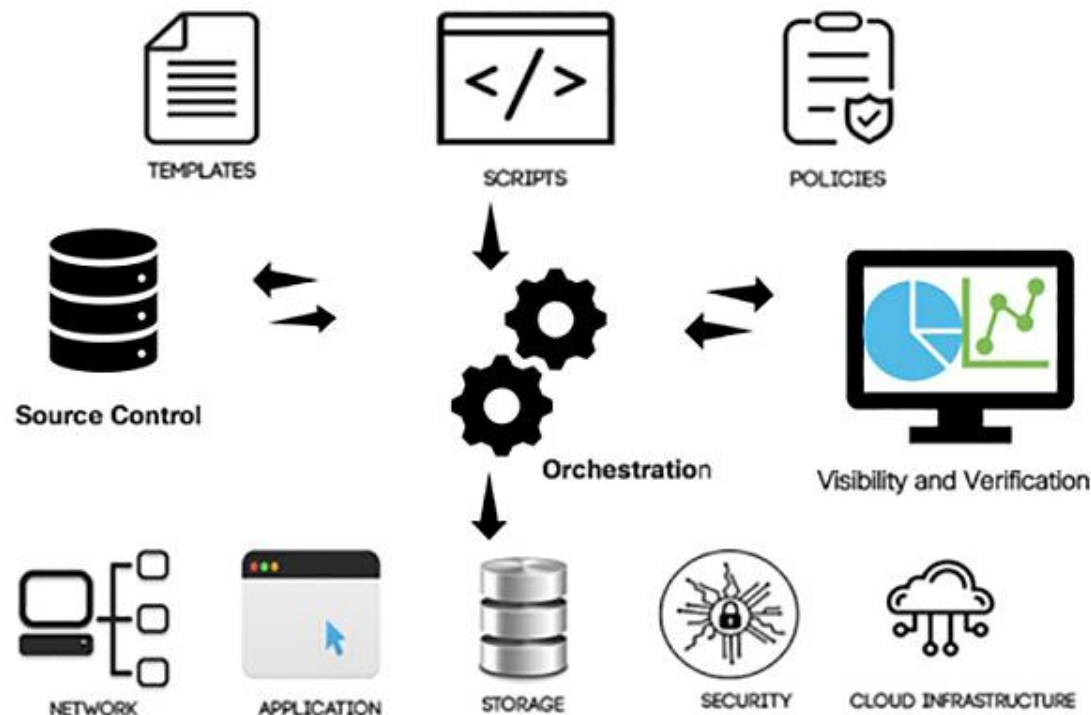 TEMPLATES
SCRIPTS
POLICIES
</>
Source Control
Orchestration
Visibility and Verification
NETWORK
APPLICATION
STORAGE
SECURITY
CLOUD INFRASTRUCTURE